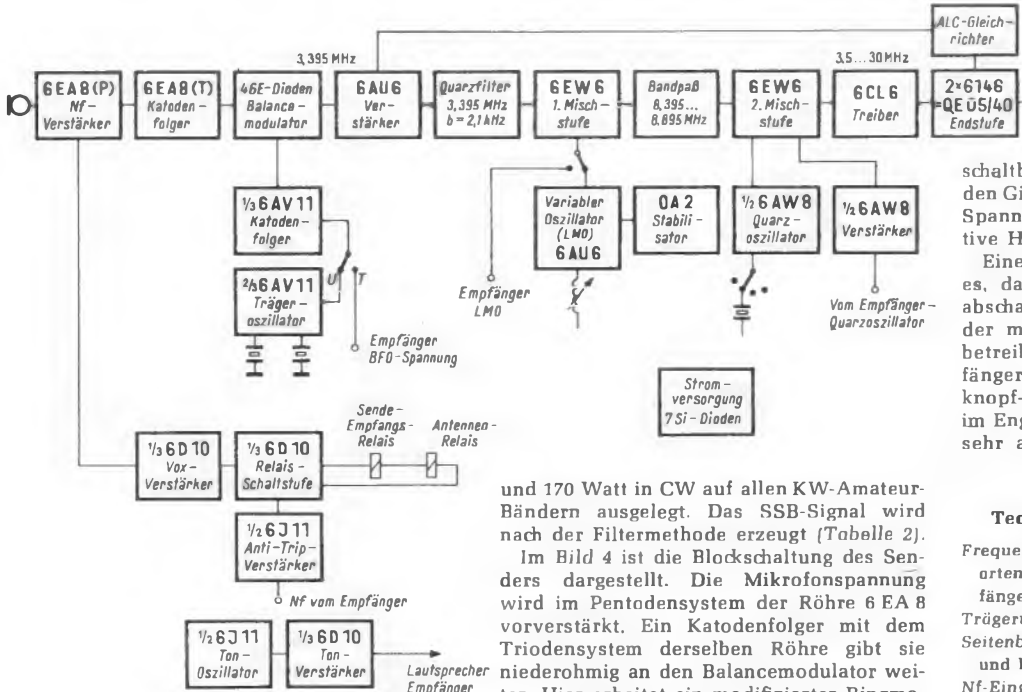 ALC-Gleich-
richter
3,395 MHz
3,5...30 MHz
6EA8(P)
Nf-
Verstärker
6EA8(T)
Katoden-
folger
46E-Dioden
Balance-
modulator
6AU6
Ver-
stärker
Quarzfilter
3,395 MHz
b = 2,1 kHz
6EW6
1. Misch-
stufe
Bandpaß
8,395...
8,895 MHz
6EW6
2. Misch-
stufe
6CL6
Treiber
2×6146
=QE Ü5/40
Endstufe
1/3 6AV11
Katoden-
folger
2/3 6AV11
Träger-
oszillator
U
T
Empfänger
BFO-Spannung
Empfänger
LMO
Variabler
Oszillator
(LMO)
6AU6
OA2
Stabili-
sator
1/2 6AW8
Quarz-
oszillator
1/2 6AW8
Verstärker
Vom Empfänger-
Quarzoszillator
Strom-
versorgung
7 Si-Dioden
Sende-
Empfangs-
Relais
Antennen-
Relais
1/3 6D10
Vox-
Verstärker
1/3 6D10
Relais-
Schaltstufe
1/2 6J11
Anti-Trip-
Verstärker
Nf vom Empfänger
1/2 6J11
Ton-
Oszillator
1/3 6D10
Ton-
Verstärker
Lautsprecher
Empfänger
und 170 Watt in CW auf allen KW-Amateur-
Bändern ausgelegt. Das SSB-Signal wird
nach der Filtermethode erzeugt (Tabelle 2).
Im Bild 4 ist die Blockschaltung des Sen-
ders dargestellt. Die Mikrofonspannung
wird im Pentodensystem der Röhre 6 EA 8
vorverstärkt. Ein Katodenfolger mit dem
Triodensystem derselben Röhre gibt sie
niederohmig an den Balancemodulator wei-
schaltb
den Gi
Spann
tive H
Eine
es, da
abscha
der m
betreib
fänger
knopf-
im Eng
sehr a
Tec
Freque
arten
fänge
Träger
Seitenb
und
Nf-Eing